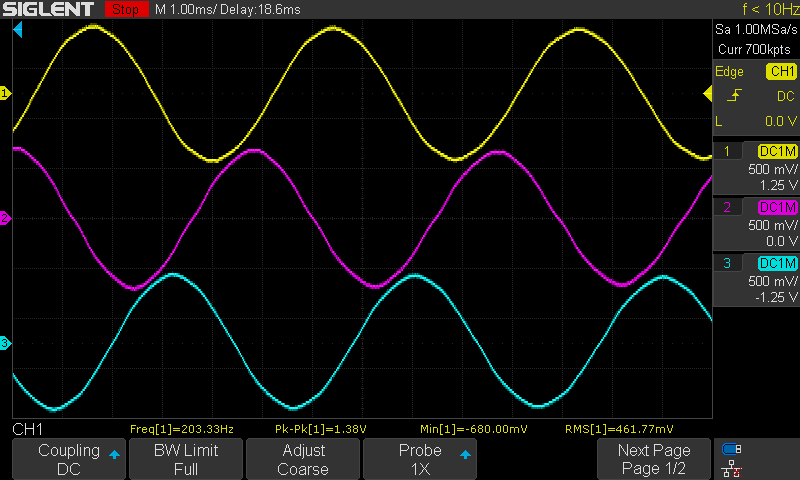 SIGLENT Stop M 1.00ms/ Delay:18.6ms f < 10Hz
Sa 1.00MSa/s
Curr 700kpts
Edge CH1
DC
L 0.0 V
1 DC1M
500 mV/
1.25 V
2 DC1M
500 mV/
0.0 V
3 DC1M
500 mV/
-1.25 V
1
2
3
CH1 Freq[1]=203.33Hz Pk-Pk[1]=1.38V Min[1]=-680.00mV RMS[1]=461.77mV
Coupling
DC
BW Limit
Full
Adjust
Coarse
Probe
1X
Next Page
Page 1/2